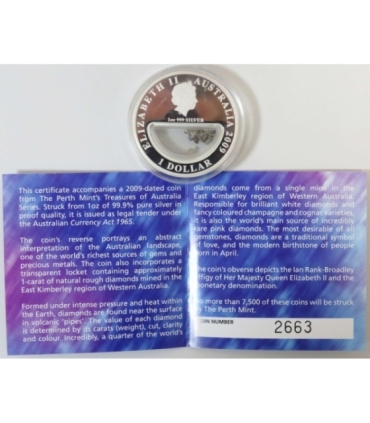 ELIZABETH II AUSTRALIA 2009
1oz 999 SILVER
1 DOLLAR
This certificate accompanies a 2009-dated coin
from The Perth Mint's Treasures of Australia
Series. Struck from 1oz of 99.9% pure silver in
proof quality, it is issued as legal tender under
the Australian Currency Act 1965.
The coin's reverse portrays an abstract
interpretation of the Australian landscape,
one of the world's richest sources of gems and
precious metals. The coin also incorporates a
transparent locket containing approximately
1-carat of natural rough diamonds mined in the
East Kimberley region of Western Australia.
Formed under intense pressure and heat within
the Earth, diamonds are found near the surface
in volcanic 'pipes'. The value of each diamond
is determined by its carats (weight), cut, clarity
and colour. Incredibly, a quarter of the world's
diamonds come from a single mine in the
East Kimberley region of Western Australia.
Responsible for brilliant white diamonds and
fancy coloured champagne and cognac varieties,
it is also the world's main source of incredibly
rare pink diamonds. The most desirable of all
gemstones, diamonds are a traditional symbol
of love, and the modern birthstone of people
born in April.
The coin's obverse depicts the Ian Rank-Broadley
effigy of Her Majesty Queen Elizabeth II and the
monetary denomination.
No more than 7,500 of these coins will be struck
by The Perth Mint.
COIN NUMBER
2663